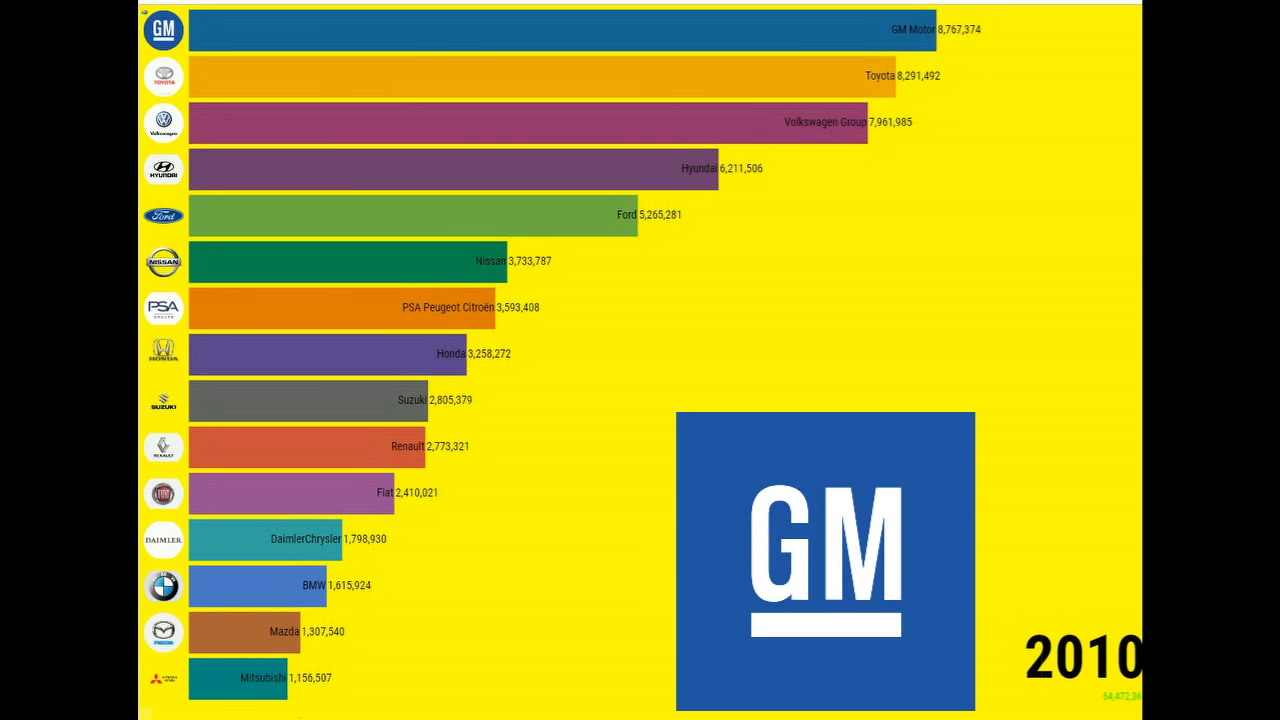 GM
GM Motor 8,767,374
TOYOTA
Toyota 8,291,492
Volkswagen
Volkswagen Group 7,961,985
HYUNDAI
Hyundai 6,211,506
Ford
Ford 5,265,281
NISSAN
Nissan 3,733,787
PSA
GROUPE
PSA Peugeot Citroën 3,593,408
HONDA
Honda 3,258,272
SUZUKI
Suzuki 2,805,379
RENAULT
Renault 2,773,321
FIAT
Fiat 2,410,021
DAIMLER
DaimlerChrysler 1,798,930
BMW 1,615,924
mazda
Mazda 1,307,540
Mitsubishi 1,156,507
GM
2010